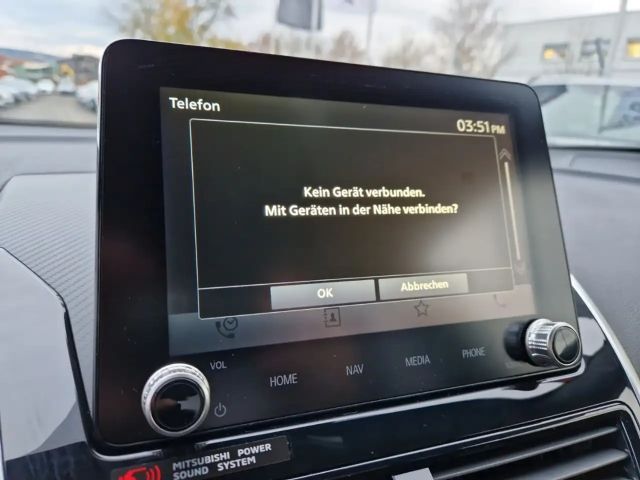 Telefon
03:51PM
Kein Gerät verbunden.
Mit Geräten in der Nähe verbinden?
OK
Abbrechen
VOL
HOME
NAV
MEDIA
PHONE
MITSUBISHI POWER
SOUND SYSTEM